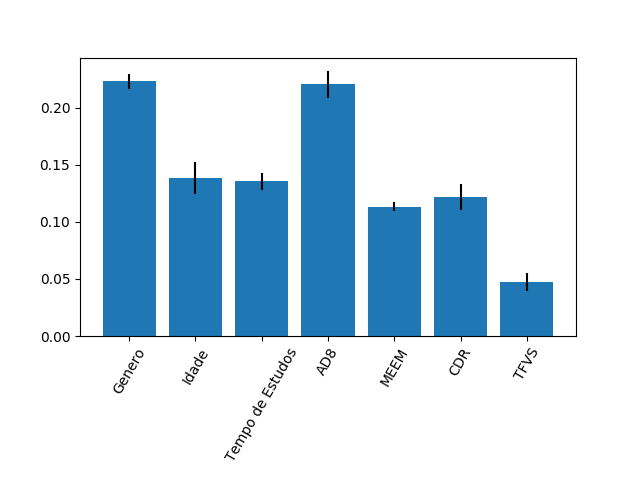 0.20
0.15
0.10
0.05
0.00
Genero
Idade
Tempo de Estudos
AD8
MEEM
CDR
TFVS